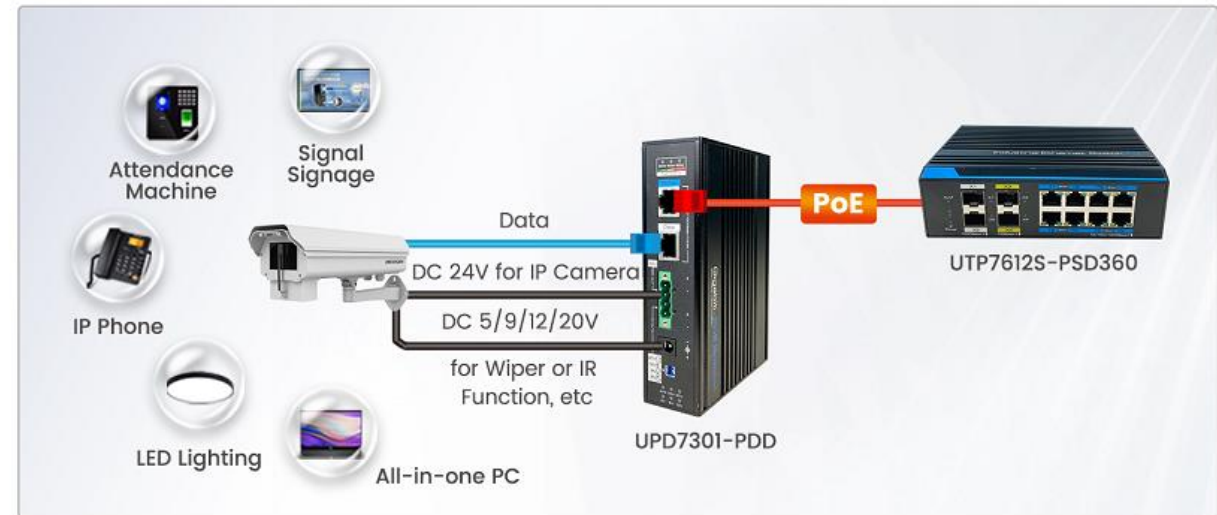 Attendance
Machine
Signal
Signage
IP Phone
LED Lighting
All-in-one PC
Data
DC 24V for IP Camera
DC 5/9/12/20V
for Wiper or IR
Function, etc
UPD7301-PDD
PoE
UTP7612S-PSD360